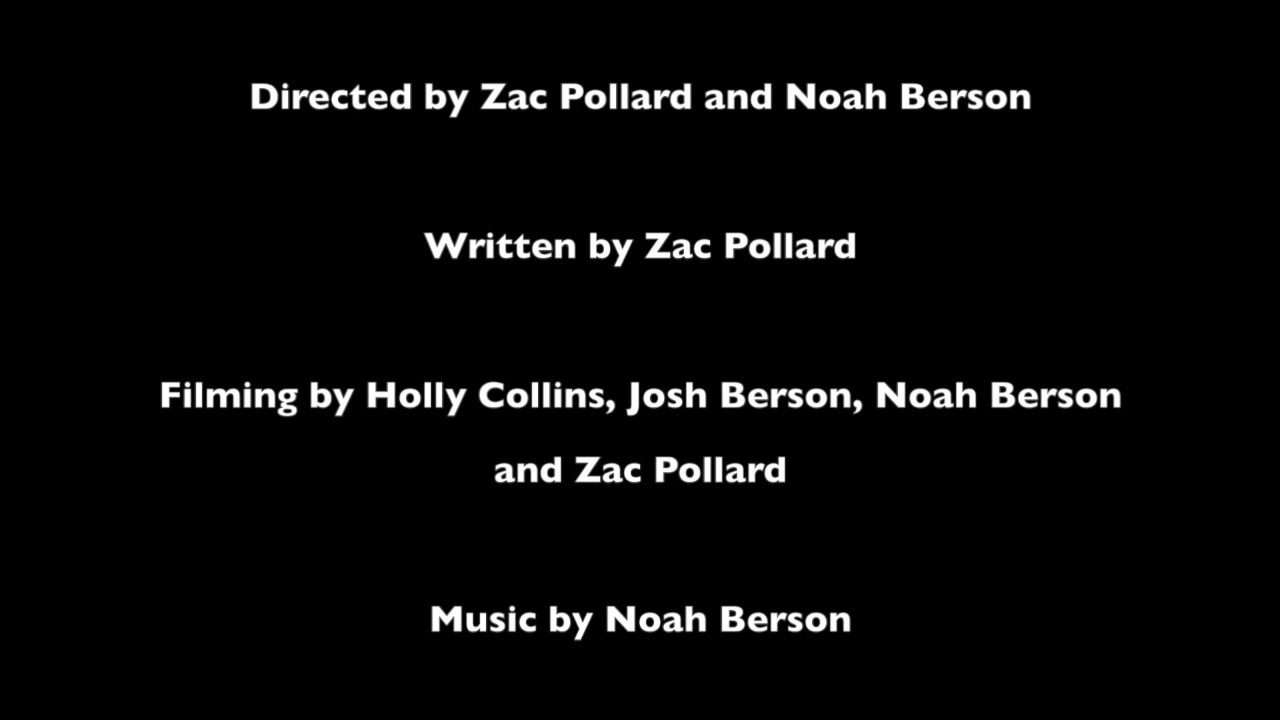 Directed by Zac Pollard and Noah Berson
Written by Zac Pollard
Filming by Holly Collins, Josh Berson, Noah Berson
and Zac Pollard
Music by Noah Berson